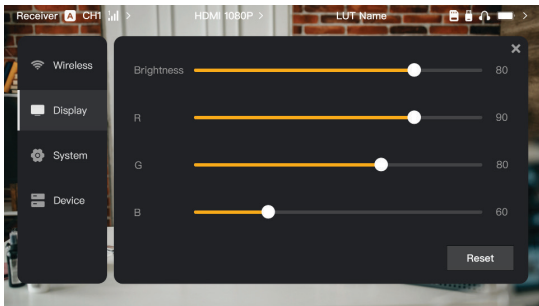 Receiver A CH1 HDMI 1080P > LUT Name >
Wireless
Display
System
Device
Brightness 80
R 90
G 80
B 60
Reset